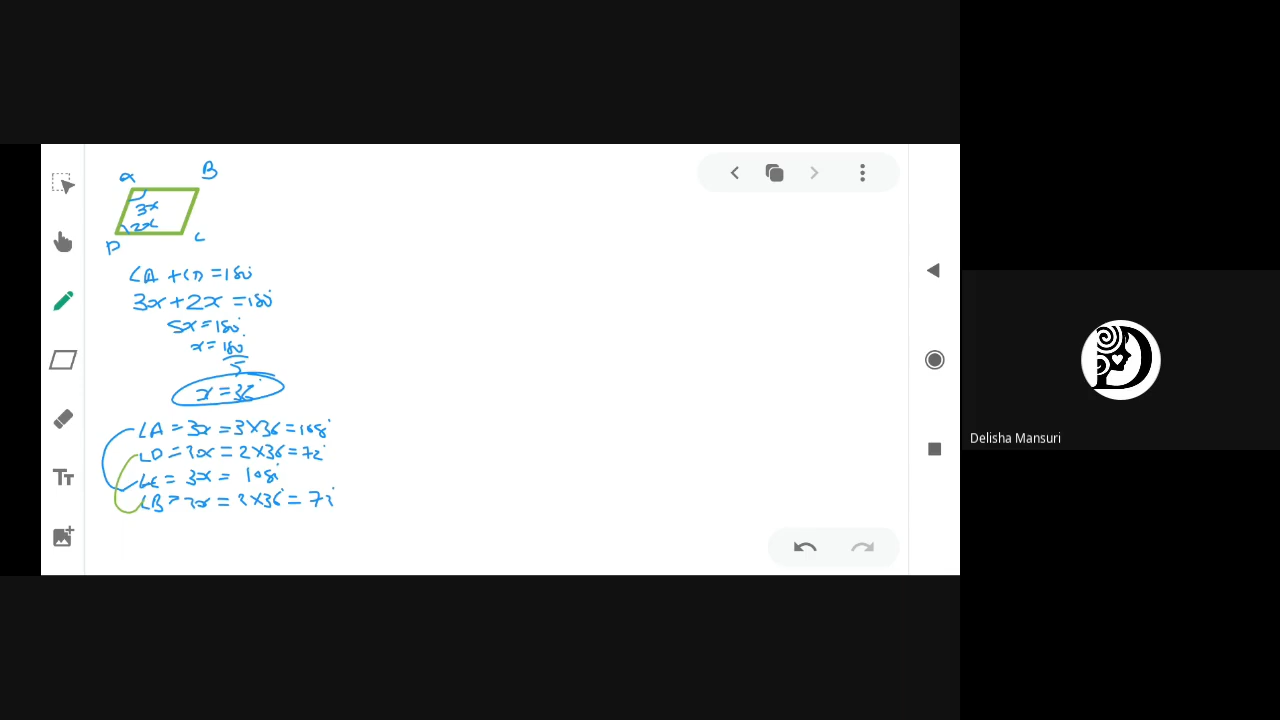 A B
3x
2x
D C
∠A + ∠D = 180°
3x + 2x = 180°
5x = 180°
x = 180°
5
x = 36°
∠A = 3x = 3×36 = 108°
∠D = 2x = 2×36 = 72°
∠C = 3x = 108°
∠B = 2x = 2×36 = 72°
Tт
Delisha Mansuri